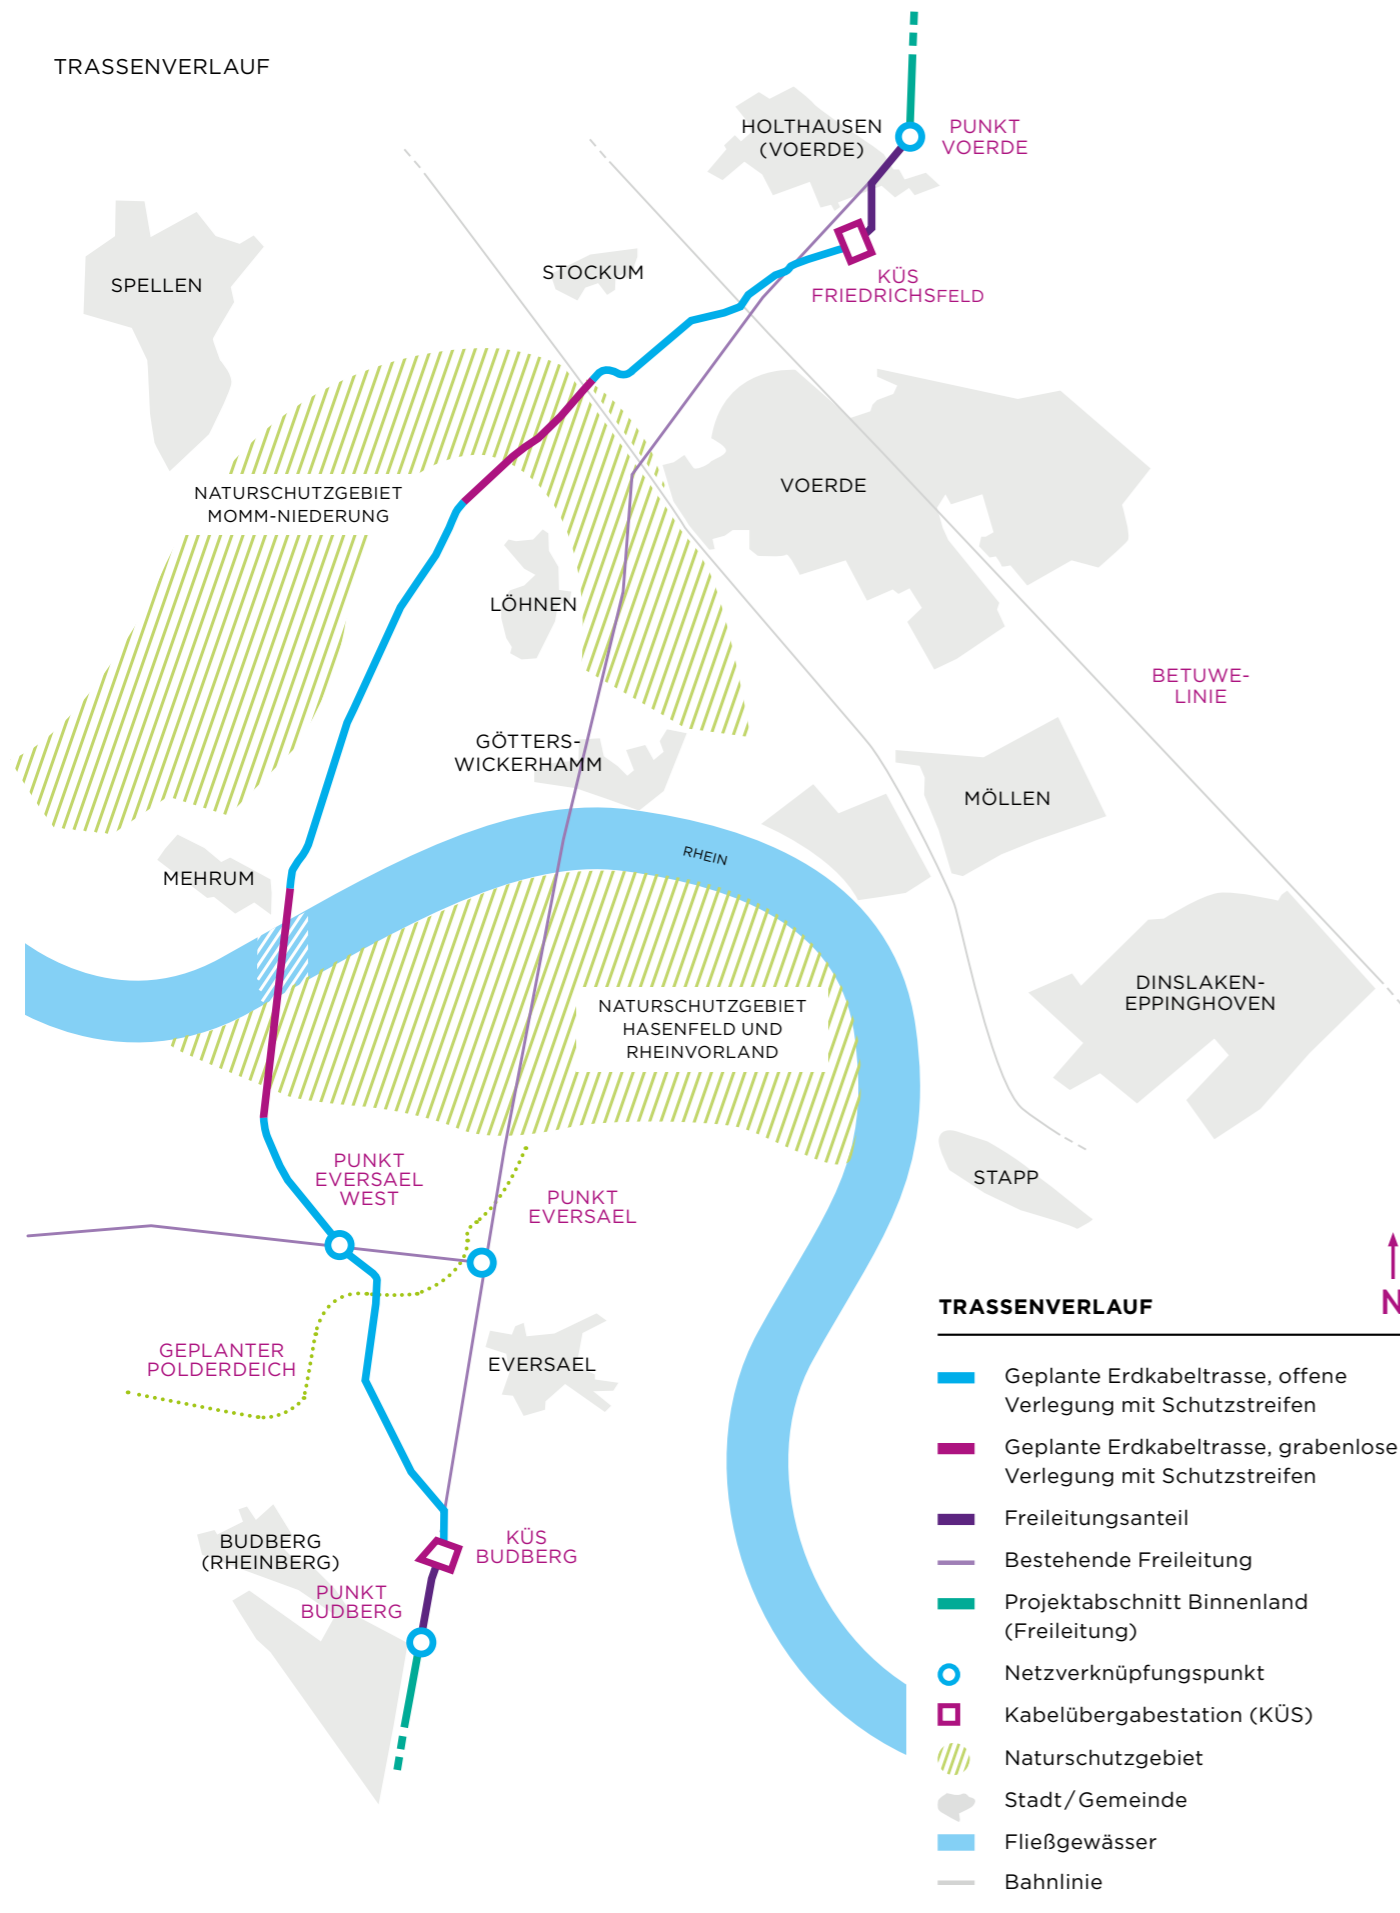 TRASSENVERLAUF
HOLTHAUSEN
(VOERDE)
PUNKT
VOERDE
SPELLEN
STOCKUM
KÜS
FRIEDRICHSFELD
NATURSCHUTZGEBIET
MOMM-NIEDERUNG
VOERDE
LÖHNEN
BETUWE-
LINIE
GÖTTERS-
WICKERHAMM
MÖLLEN
RHEIN
MEHRUM
DINSLAKEN-
EPPINGHOVEN
NATURSCHUTZGEBIET
HASENFELD UND
RHEINVORLAND
PUNKT
EVERSAEL
WEST
PUNKT
EVERSAEL
STAPP
GEPLANTER
POLDERDEICH
EVERSAEL
BUDBERG
(RHEINBERG)
KÜS
BUDBERG
PUNKT
BUDBERG
N
TRASSENVERLAUF
Geplante Erdkabeltrasse, offene
Verlegung mit Schutzstreifen
Geplante Erdkabeltrasse, grabenlose
Verlegung mit Schutzstreifen
Freileitungsanteil
Bestehende Freileitung
Projektabschnitt Binnenland
(Freileitung)
Netzverknüpfungspunkt
Kabelübergabestation (KÜS)
Naturschutzgebiet
Stadt/Gemeinde
Fließgewässer
Bahnlinie